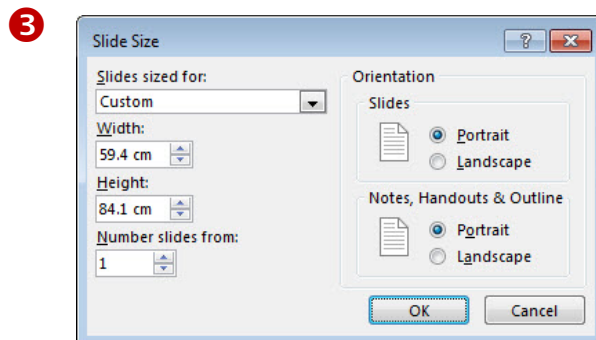 3
Slide Size
Slides sized for:
Custom
Width:
59.4 cm
Height:
84.1 cm
Number slides from:
1
Orientation
Slides
Portrait
Landscape
Notes, Handouts & Outline
Portrait
Landscape
OK
Cancel